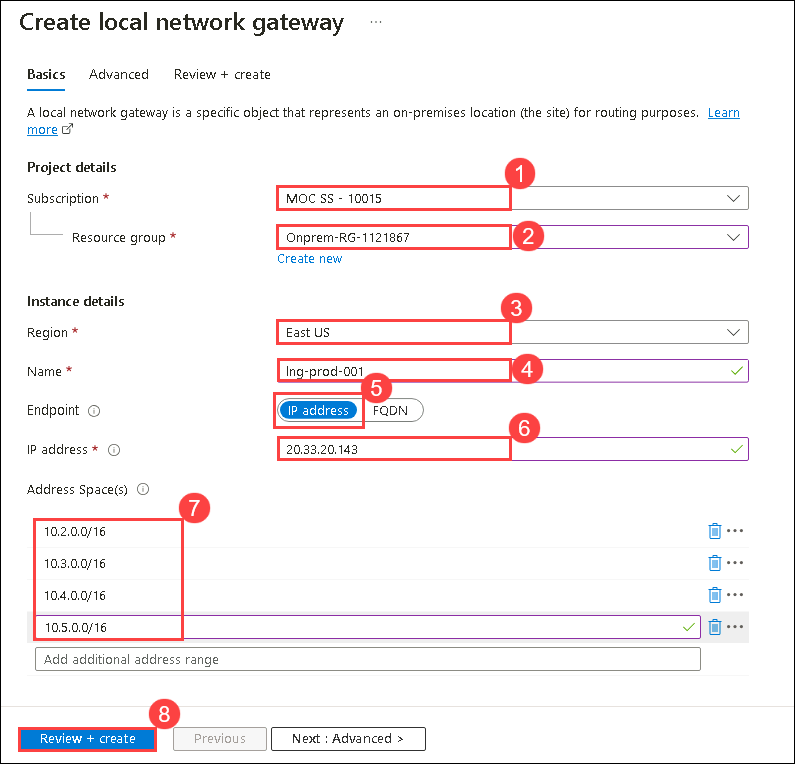 Create local network gateway ...
Basics Advanced Review + create
A local network gateway is a specific object that represents an on-premises location (the site) for routing purposes. Learn
more
Project details
1
Subscription * MOC SS - 10015
Resource group * Onprem-RG-1121867 2
Create new
Instance details
3
Region * East US
Name * lng-prod-001 4
5
Endpoint IP address FQDN
6
IP address * 20.33.20.143
Address Space(s)
7
10.2.0.0/16
10.3.0.0/16
10.4.0.0/16
10.5.0.0/16
Add additional address range
8
Review + create Previous Next : Advanced >